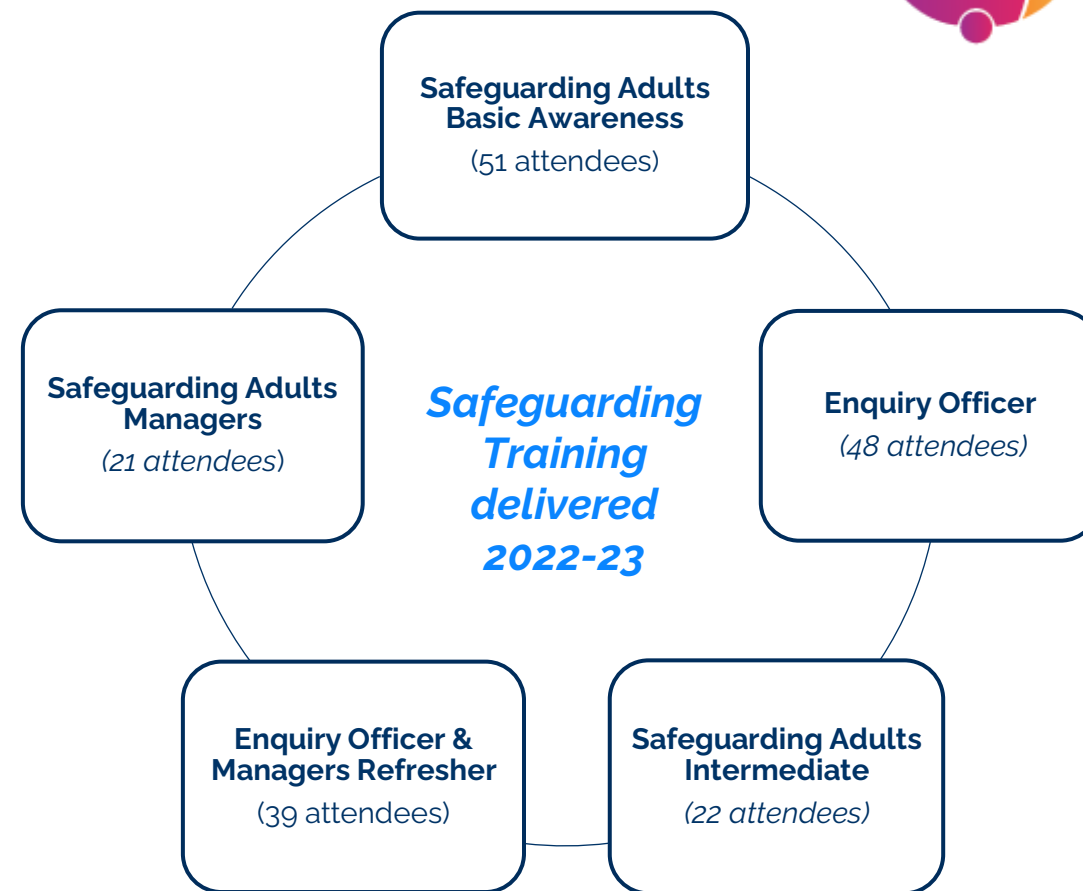 Safeguarding Adults
Basic Awareness
(51 attendees)
Safeguarding Adults
Managers
(21 attendees)
Safeguarding
Training
delivered
2022-23
Enquiry Officer
(48 attendees)
Enquiry Officer &
Managers Refresher
(39 attendees)
Safeguarding Adults
Intermediate
(22 attendees)